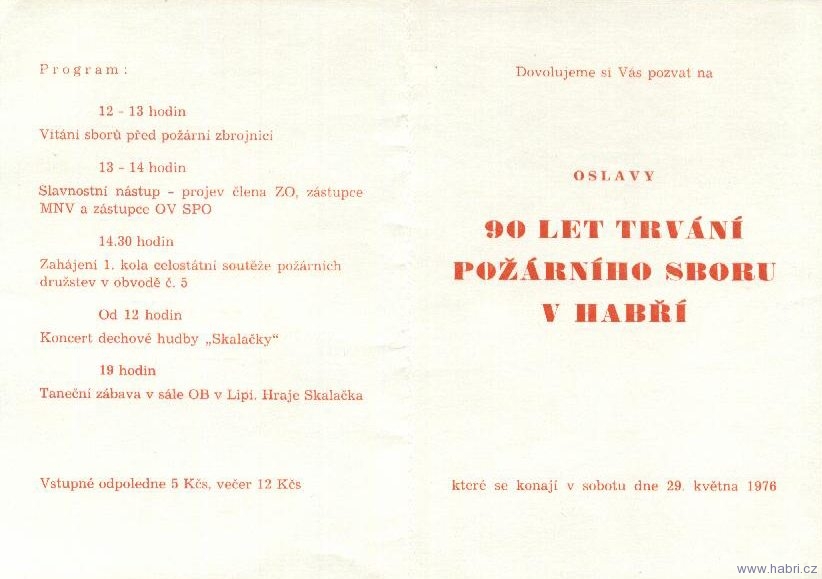 Program:
12 - 13 hodin
Vítání sborů před požární zbrojnicí
13 - 14 hodin
Slavnostní nástup - projev člena ZO, zástupce
MNV a zástupce OV SPO
14.30 hodin
Zahájení 1. kola celostátní soutěže požárních
družstev v obvodě č. 5
Od 12 hodin
Koncert dechové hudby „Skalačky“
19 hodin
Taneční zábava v sále OB v Lipí. Hraje Skalačka
Vstupné odpoledne 5 Kčs, večer 12 Kčs
Dovolujeme si Vás pozvat na
OSLAVY
90 LET TRVÁNÍ
POŽÁRNÍHO SBORU
V HABŘÍ
které se konají v sobotu dne 29. května 1976
www.habri.cz